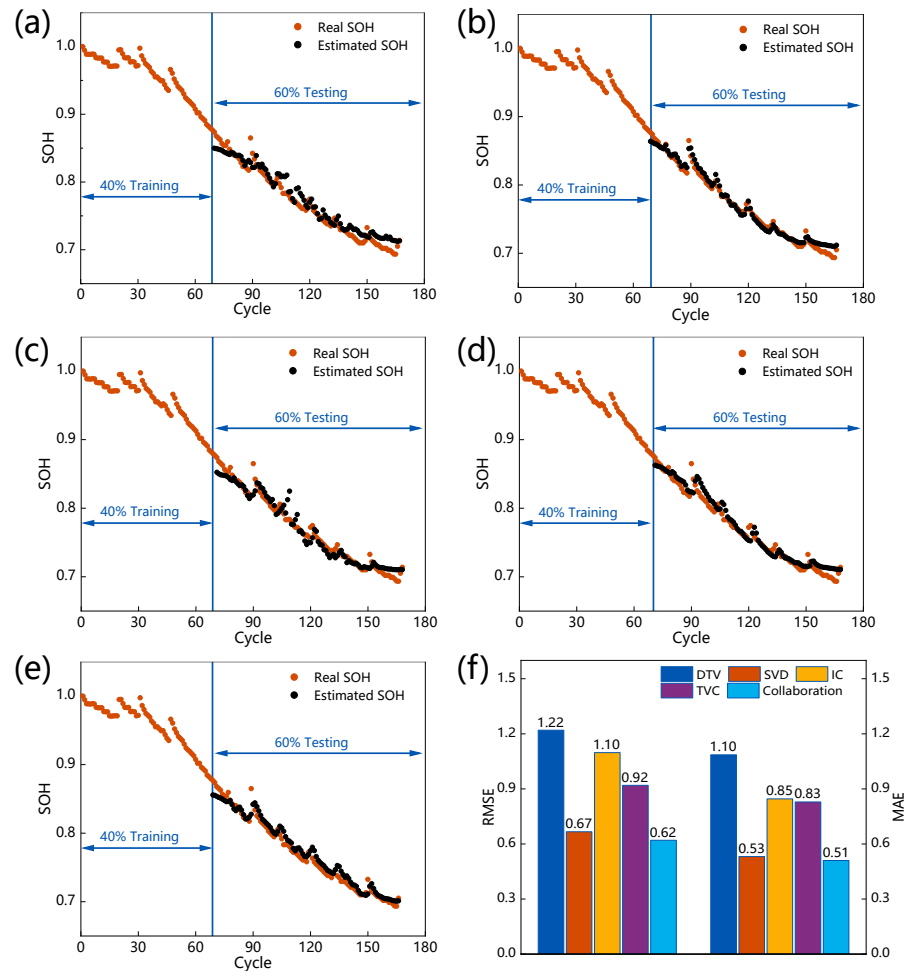 (a)
Real SOH
Estimated SOH
60% Testing
40% Training
SOH
1.0
0.9
0.8
0.7
0 30 60 90 120 150 180
Cycle
(b)
Real SOH
Estimated SOH
60% Testing
40% Training
SOH
1.0
0.9
0.8
0.7
0 30 60 90 120 150 180
Cycle
(c)
Real SOH
Estimated SOH
60% Testing
40% Training
SOH
1.0
0.9
0.8
0.7
0 30 60 90 120 150 180
Cycle
(d)
Real SOH
Estimated SOH
60% Testing
40% Training
SOH
1.0
0.9
0.8
0.7
0 30 60 90 120 150 180
Cycle
(e)
Real SOH
Estimated SOH
60% Testing
40% Training
SOH
1.0
0.9
0.8
0.7
0 30 60 90 120 150 180
Cycle
(f)
DTV SVD IC
TVC Collaboration
RMSE
1.5
1.2
0.9
0.6
0.3
0.0
1.22
0.67
1.10
0.92
0.62
1.10
0.53
0.85
0.83
0.51
1.5
1.2
0.9
0.6
0.3
0.0
MAE